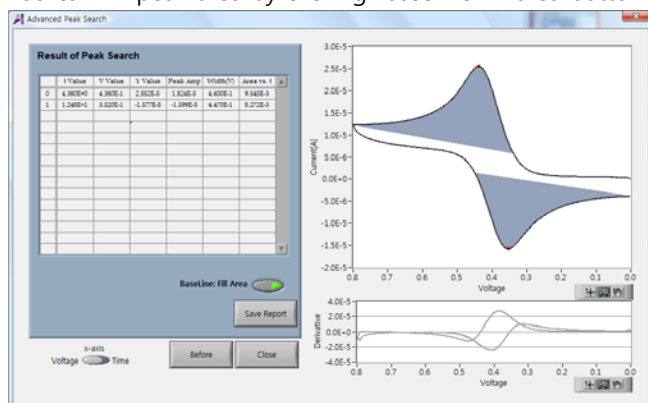 Advanced Peak Search
Result of Peak Search
t Value V Value Y Value Peak Amp Width(V) Area vs. t
0 4.380E+0 4.380E-1 2.552E-5 1.824E-5 4.600E-1 9.545E-3
1 1.248E+1 3.520E-1 -1.577E-5 -1.399E-5 4.470E-1 8.272E-3
BaseLine: Fill Area
Save Report
x-axis
Voltage Time
Before Close
3.0E-5
2.5E-5
2.0E-5
1.5E-5
1.0E-5
5.0E-6
0.0E+0
-5.0E-6
-1.0E-5
-1.5E-5
-2.0E-5
Current[A]
0.8 0.7 0.6 0.5 0.4 0.3 0.2 0.1 0.0
Voltage
4.0E-5
2.0E-5
0.0E+0
-2.0E-5
-4.0E-5
Derivative
0.8 0.7 0.6 0.5 0.4 0.3 0.2 0.1 0.0
Voltage